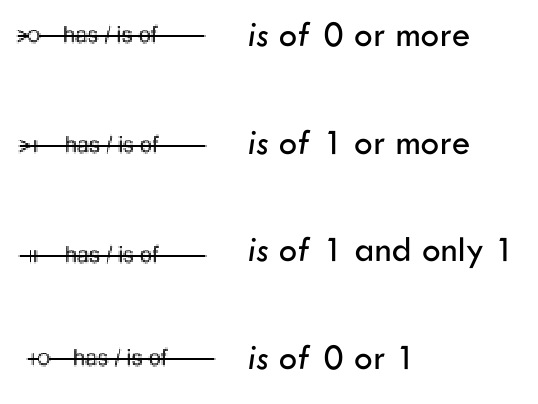 has / is of is of 0 or more
has / is of is of 1 or more
has / is of is of 1 and only 1
has / is of is of 0 or 1